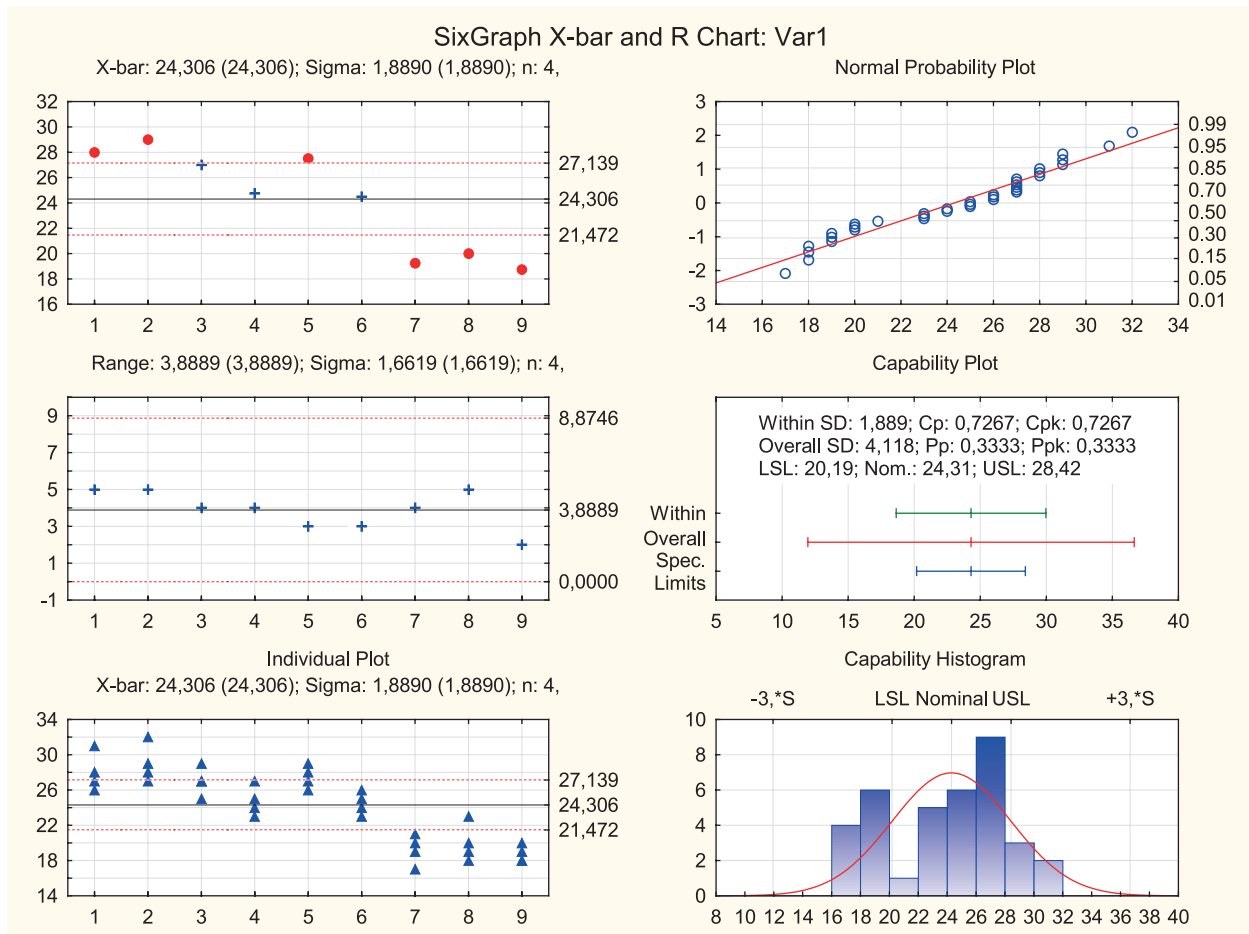 SixGraph X-bar and R Chart: Var1
X-bar: 24,306 (24,306); Sigma: 1,8890 (1,8890); n: 4,
32
30
28
26
24
22
20
18
16
27,139
24,306
21,472
1 2 3 4 5 6 7 8 9
Normal Probability Plot
3
2
1
0
-1
-2
-3
0.99
0.95
0.85
0.70
0.50
0.30
0.15
0.05
0.01
14 16 18 20 22 24 26 28 30 32 34
Range: 3,8889 (3,8889); Sigma: 1,6619 (1,6619); n: 4,
9
7
5
3
1
-1
8,8746
3,8889
0,0000
1 2 3 4 5 6 7 8 9
Capability Plot
Within SD: 1,889; Cp: 0,7267; Cpk: 0,7267
Overall SD: 4,118; Pp: 0,3333; Ppk: 0,3333
LSL: 20,19; Nom.: 24,31; USL: 28,42
Within
Overall
Spec.
Limits
5 10 15 20 25 30 35 40
Individual Plot
X-bar: 24,306 (24,306); Sigma: 1,8890 (1,8890); n: 4,
34
30
26
22
18
14
27,139
24,306
21,472
1 2 3 4 5 6 7 8 9
Capability Histogram
-3,*S LSL Nominal USL +3,*S
10
8
6
4
2
0
8 10 12 14 16 18 20 22 24 26 28 30 32 34 36 38 40